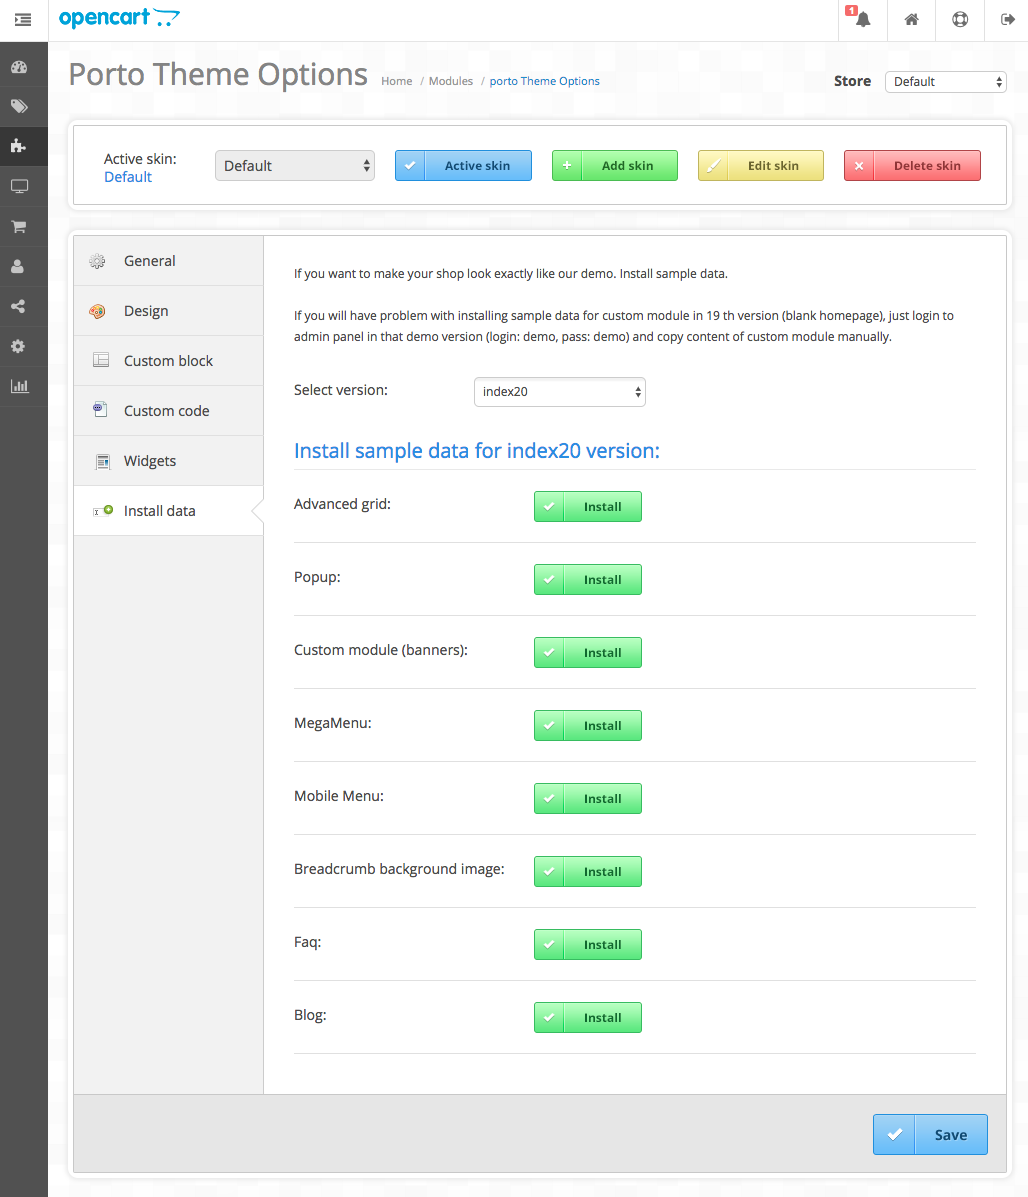 opencart
1
Porto Theme Options
Home / Modules / porto Theme Options
Store
Default
Active skin:
Default
Default
Active skin
Add skin
Edit skin
Delete skin
General
Design
Custom block
Custom code
Widgets
Install data
If you want to make your shop look exactly like our demo. Install sample data.
If you will have problem with installing sample data for custom module in 19 th version (blank homepage), just login to
admin panel in that demo version (login: demo, pass: demo) and copy content of custom module manually.
Select version:
index20
Install sample data for index20 version:
Advanced grid:
Install
Popup:
Install
Custom module (banners):
Install
MegaMenu:
Install
Mobile Menu:
Install
Breadcrumb background image:
Install
Faq:
Install
Blog:
Install
Save